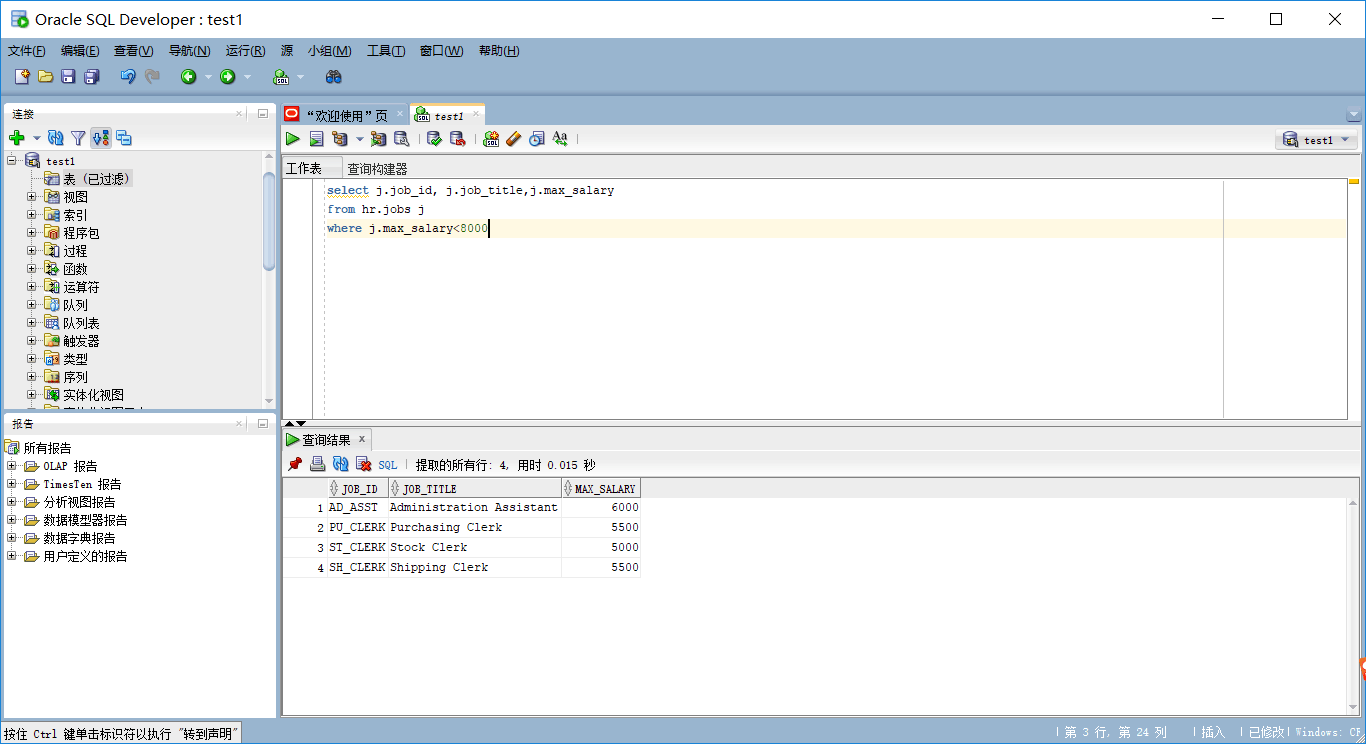 Oracle SQL Developer : test1
文件(F) 编辑(E) 查看(V) 导航(N) 运行(R) 源 小组(M) 工具(T) 窗口(W) 帮助(H)
SQL
连接
test1
表 (已过滤)
视图
索引
程序包
过程
函数
运算符
队列
队列表
触发器
类型
序列
实体化视图
报告
所有报告
OLAP 报告
TimesTen 报告
分析视图报告
数据模型器报告
数据字典报告
用户定义的报告
“欢迎使用”页 test1
test1
工作表 查询构建器
select j.job_id, j.job_title,j.max_salary
from hr.jobs j
where j.max_salary<8000
查询结果
SQL 提取的所有行: 4, 用时 0.015 秒
JOB_ID JOB_TITLE MAX_SALARY
1 AD_ASST Administration Assistant 6000
2 PU_CLERK Purchasing Clerk 5500
3 ST_CLERK Stock Clerk 5000
4 SH_CLERK Shipping Clerk 5500
按住 Ctrl 键单击标识符以执行 "转到声明"
第 3 行, 第 24 列 插入 已修改 Windows: